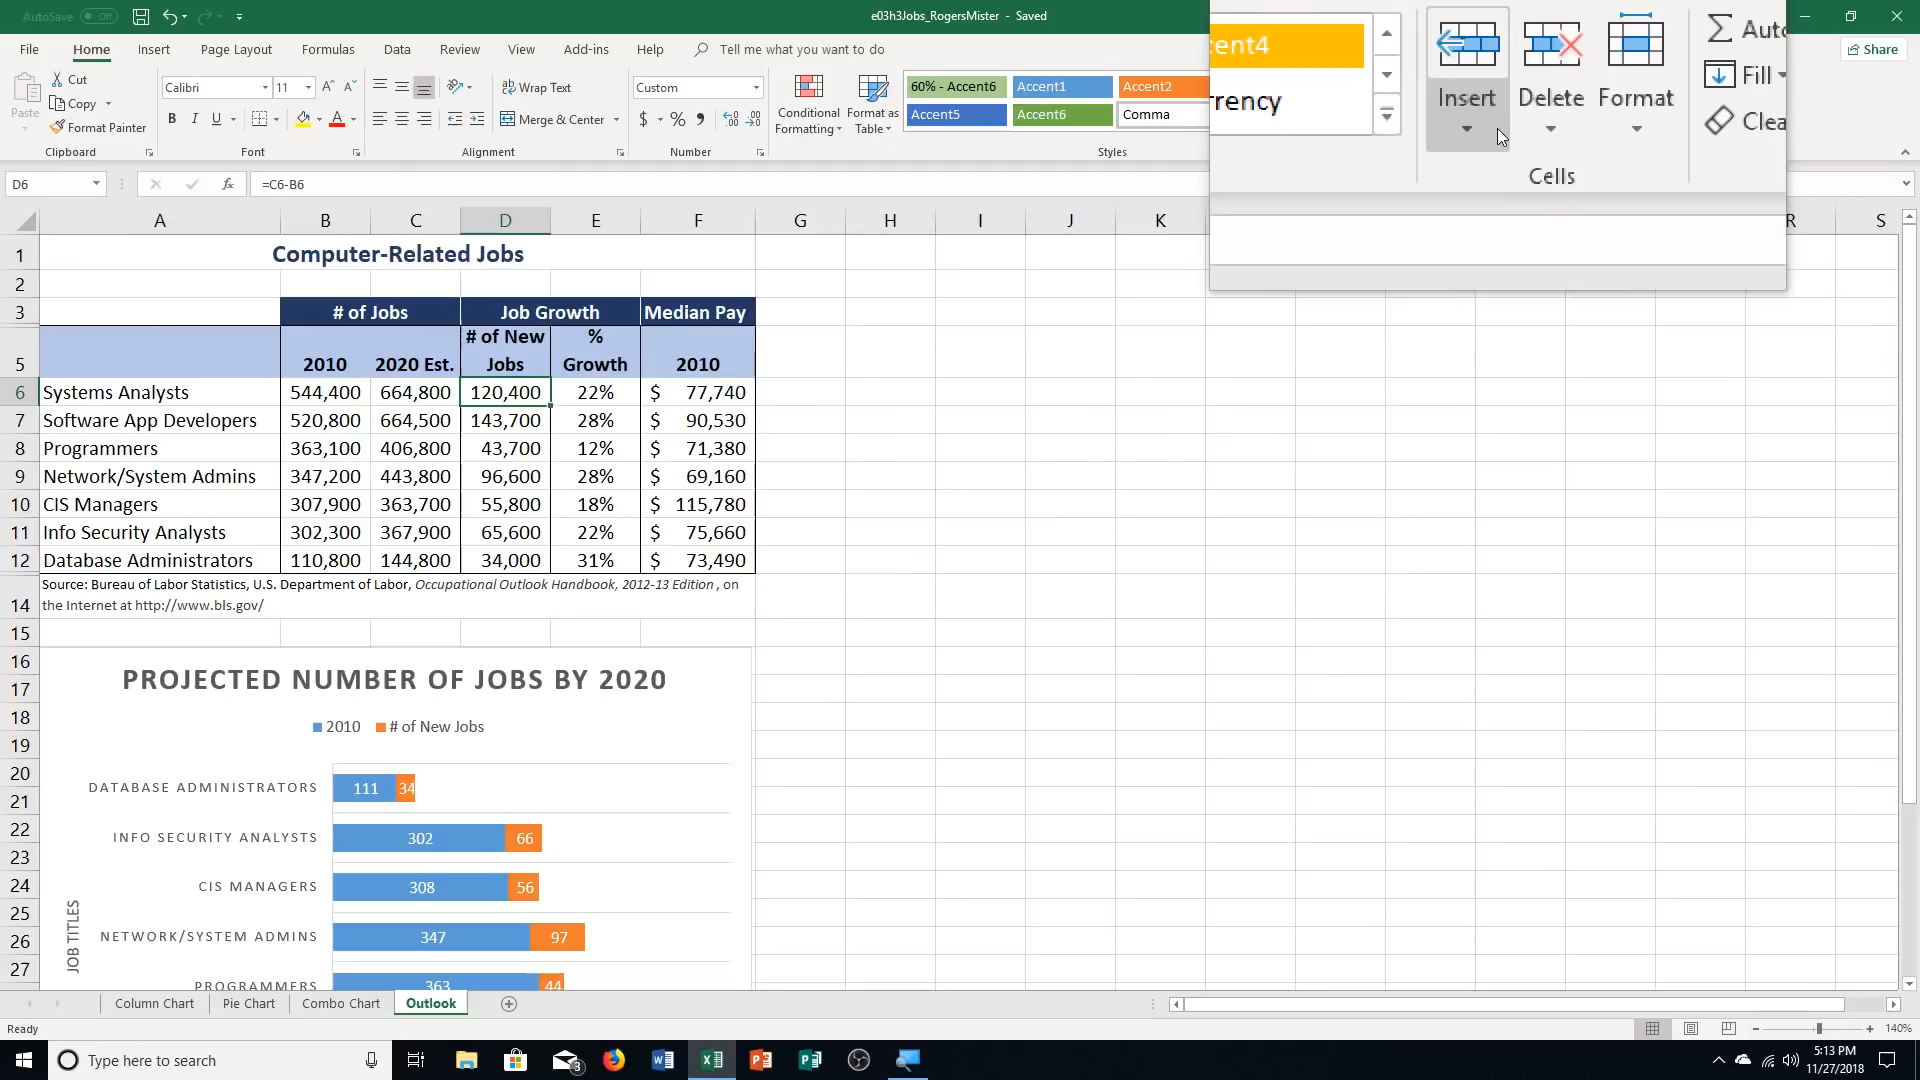 AutoSave Off
e03h3Jobs_RogersMister - Saved
File Home Insert Page Layout Formulas Data Review View Add-ins Help Tell me what you want to do
Share
Paste
Cut
Copy
Format Painter
Clipboard
Calibri 11
B I U
Font
Wrap Text
Merge & Center
Alignment
Custom
$ % ,
Number
Conditional Formatting
Format as Table
60% - Accent6 Accent1 Accent2
Accent5 Accent6 Comma
Styles
cent4
rrency
Insert Delete Format
Cells
Auto
Fill
Clea
D6
fx
=C6-B6
A B C D E F G H I J K R S
1 Computer-Related Jobs
2
3 # of Jobs Job Growth Median Pay
5 2010 2020 Est. # of New Jobs % Growth 2010
6 Systems Analysts 544,400 664,800 120,400 22% $ 77,740
7 Software App Developers 520,800 664,500 143,700 28% $ 90,530
8 Programmers 363,100 406,800 43,700 12% $ 71,380
9 Network/System Admins 347,200 443,800 96,600 28% $ 69,160
10 CIS Managers 307,900 363,700 55,800 18% $ 115,780
11 Info Security Analysts 302,300 367,900 65,600 22% $ 75,660
12 Database Administrators 110,800 144,800 34,000 31% $ 73,490
Source: Bureau of Labor Statistics, U.S. Department of Labor, Occupational Outlook Handbook, 2012-13 Edition , on
14 the Internet at http://www.bls.gov/
15
16
17
18
19
20
21
22
23
24
25
26
27
PROJECTED NUMBER OF JOBS BY 2020
2010 # of New Jobs
DATABASE ADMINISTRATORS 111 34
INFO SECURITY ANALYSTS 302 66
CIS MANAGERS 308 56
NETWORK/SYSTEM ADMINS 347 97
PROGRAMMERS 363 44
JOB TITLES
Column Chart Pie Chart Combo Chart Outlook
Ready
140%
Type here to search
3
5:13 PM
11/27/2018